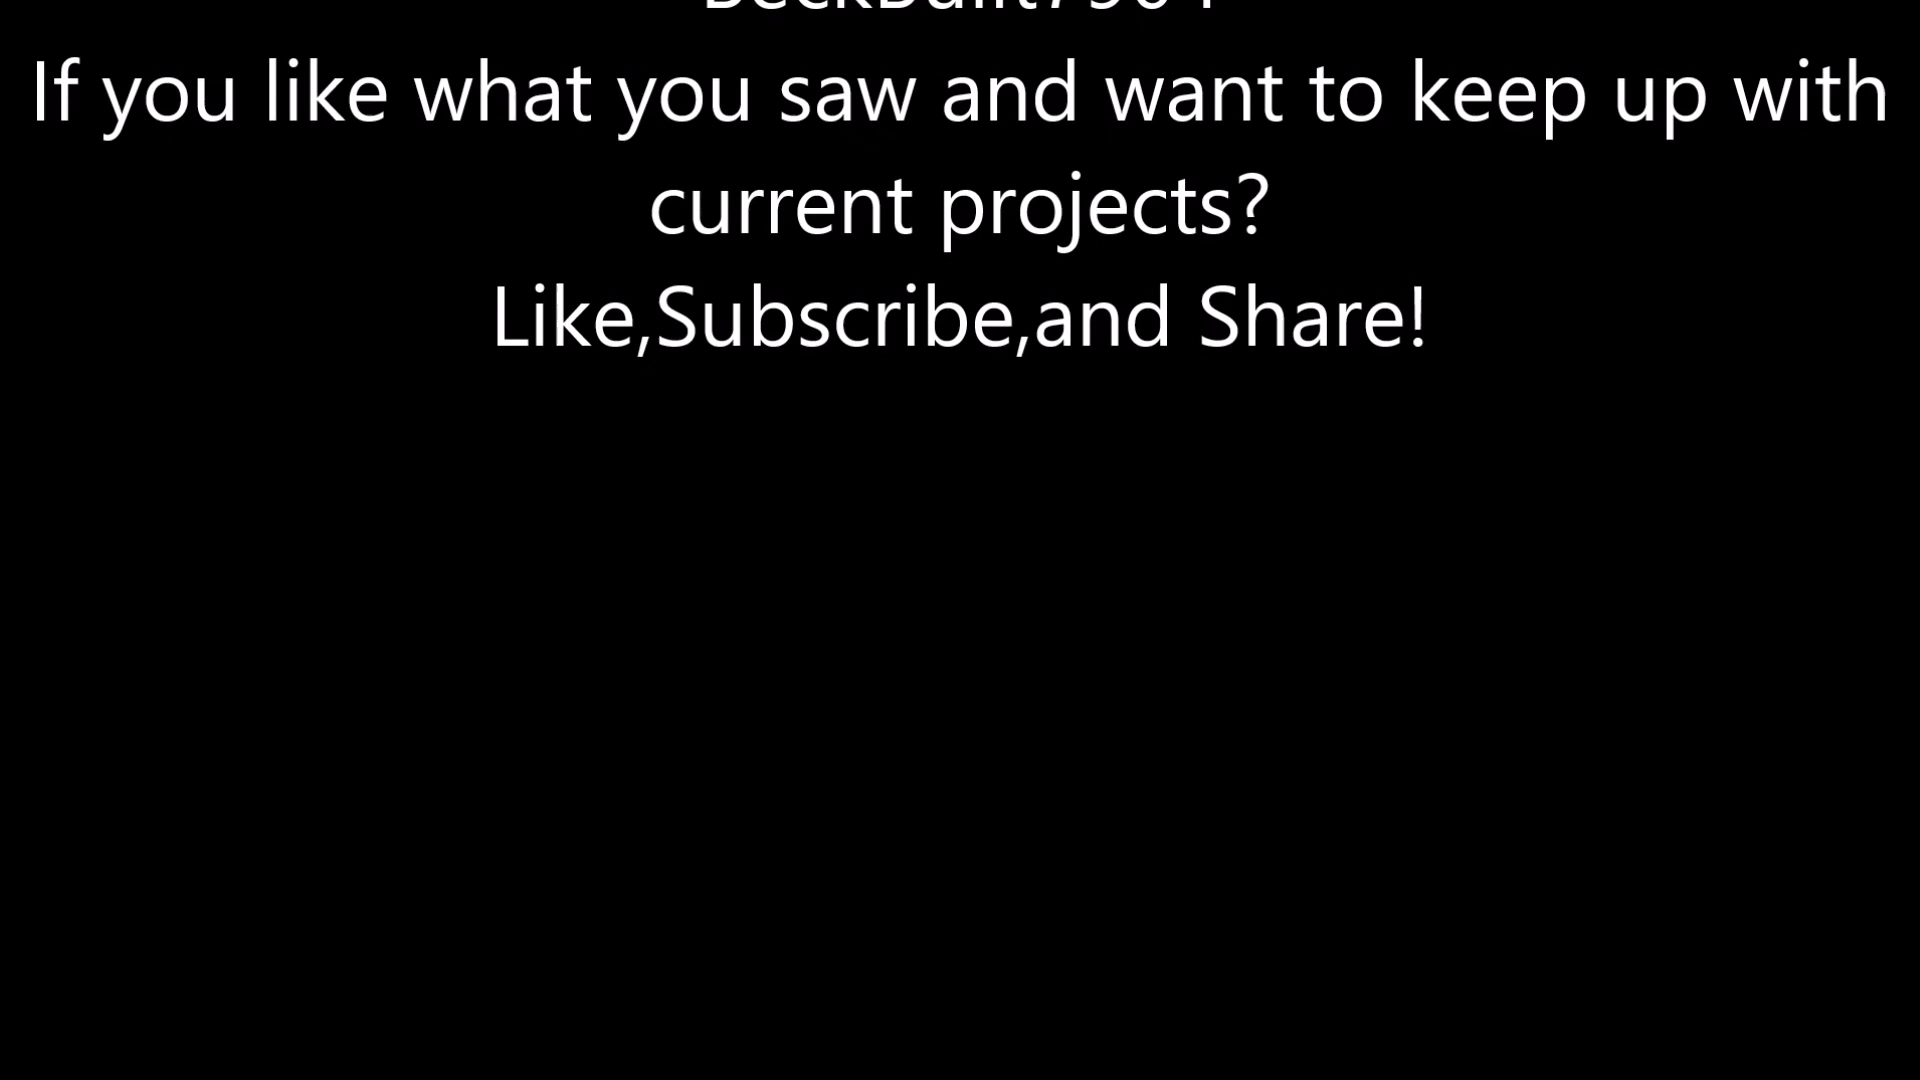 If you like what you saw and want to keep up with
current projects?
Like,Subscribe,and Share!